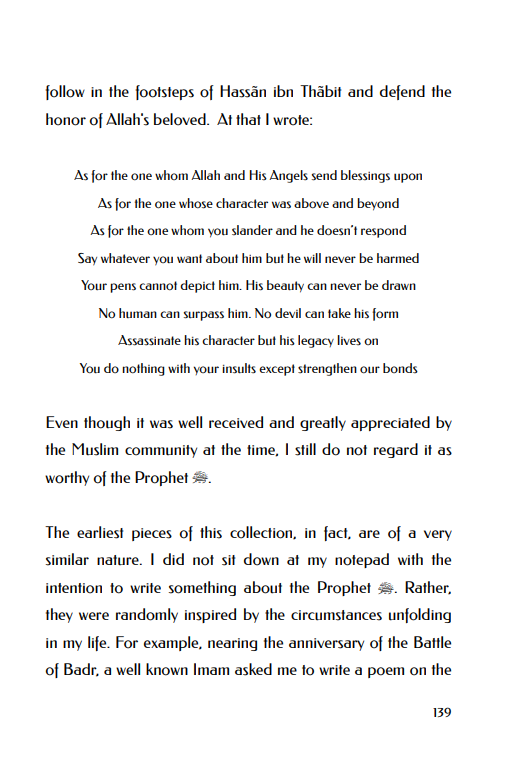 follow in the footsteps of Hassãn ibn Thãbit and defend the
honor of Allah's beloved. At that I wrote:
As for the one whom Allah and His Angels send blessings upon
As for the one whose character was above and beyond
As for the one whom you slander and he doesn't respond
Say whatever you want about him but he will never be harmed
Your pens cannot depict him. His beauty can never be drawn
No human can surpass him. No devil can take his form
Assassinate his character but his legacy lives on
You do nothing with your insults except strengthen our bonds
Even though it was well received and greatly appreciated by
the Muslim community at the time, I still do not regard it as
worthy of the Prophet ﷺ.
The earliest pieces of this collection, in fact, are of a very
similar nature. I did not sit down at my notepad with the
intention to write something about the Prophet ﷺ. Rather,
they were randomly inspired by the circumstances unfolding
in my life. For example, nearing the anniversary of the Battle
of Badr, a well known Imam asked me to write a poem on the
139